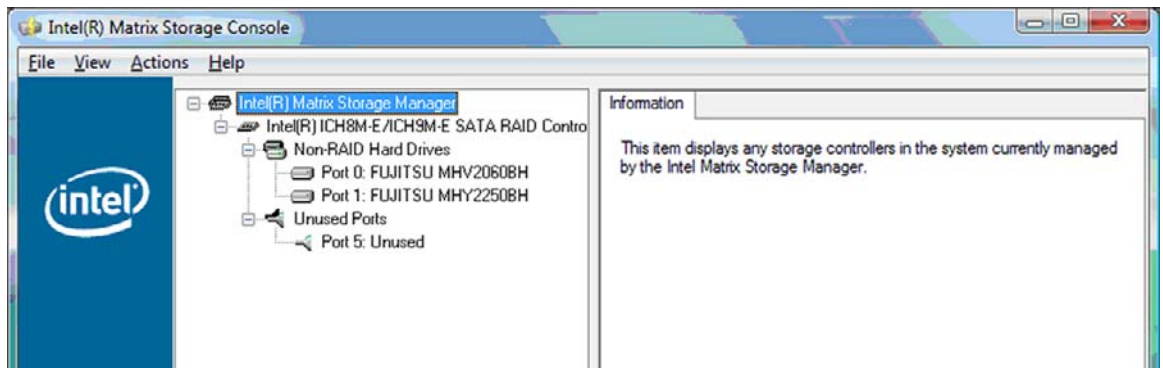 Intel(R) Matrix Storage Console
File View Actions Help
Intel(R) Matrix Storage Manager
Intel(R) ICH8M-E/ICH9M-E SATA RAID Contro
Non-RAID Hard Drives
Port 0: FUJITSU MHV2060BH
Port 1: FUJITSU MHY2250BH
Unused Ports
Port 5: Unused
intel
Information
This item displays any storage controllers in the system currently managed
by the Intel Matrix Storage Manager.